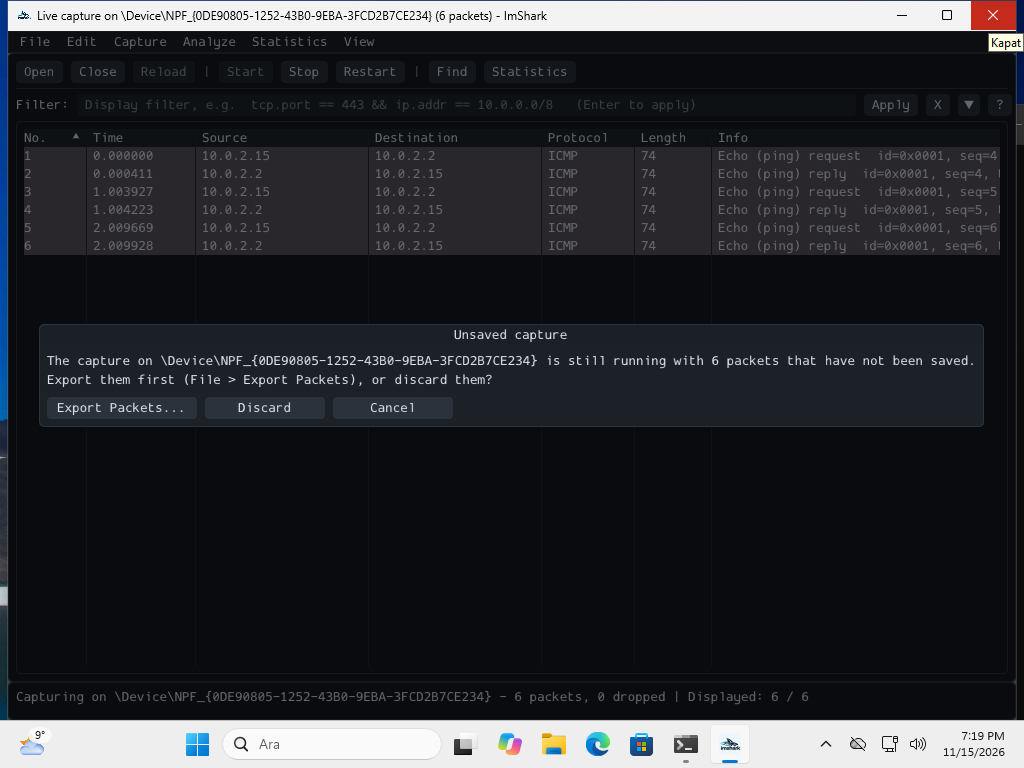 Live capture on \Device\NPF_{0DE90805-1252-43B0-9EBA-3FCD2B7CE234} (6 packets) - ImShark
Kapat
File Edit Capture Analyze Statistics View
Open Close Reload | Start Stop Restart | Find Statistics
Filter: Display filter, e.g. tcp.port == 443 && ip.addr == 10.0.0.0/8 (Enter to apply) Apply X ▼ ?
No. ▲ Time Source Destination Protocol Length Info
1 0.000000 10.0.2.15 10.0.2.2 ICMP 74 Echo (ping) request id=0x0001, seq=4
2 0.000411 10.0.2.2 10.0.2.15 ICMP 74 Echo (ping) reply id=0x0001, seq=4,
3 1.003927 10.0.2.15 10.0.2.2 ICMP 74 Echo (ping) request id=0x0001, seq=5
4 1.004223 10.0.2.2 10.0.2.15 ICMP 74 Echo (ping) reply id=0x0001, seq=5,
5 2.009669 10.0.2.15 10.0.2.2 ICMP 74 Echo (ping) request id=0x0001, seq=6
6 2.009928 10.0.2.2 10.0.2.15 ICMP 74 Echo (ping) reply id=0x0001, seq=6,
Unsaved capture
The capture on \Device\NPF_{0DE90805-1252-43B0-9EBA-3FCD2B7CE234} is still running with 6 packets that have not been saved.
Export them first (File > Export Packets), or discard them?
Export Packets... Discard Cancel
Capturing on \Device\NPF_{0DE90805-1252-43B0-9EBA-3FCD2B7CE234} - 6 packets, 0 dropped | Displayed: 6 / 6
9°
Ara
imshark
7:19 PM
11/15/2026